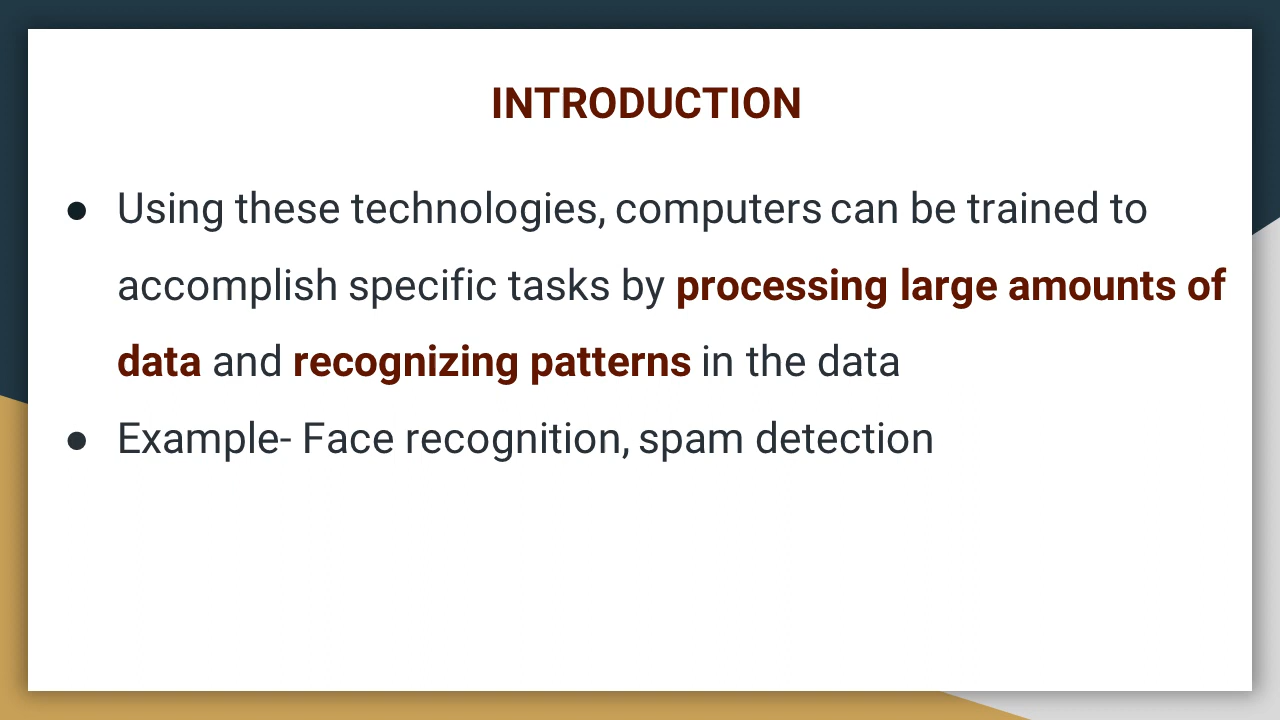 INTRODUCTION
● Using these technologies, computers can be trained to
accomplish specific tasks by processing large amounts of
data and recognizing patterns in the data
● Example- Face recognition, spam detection